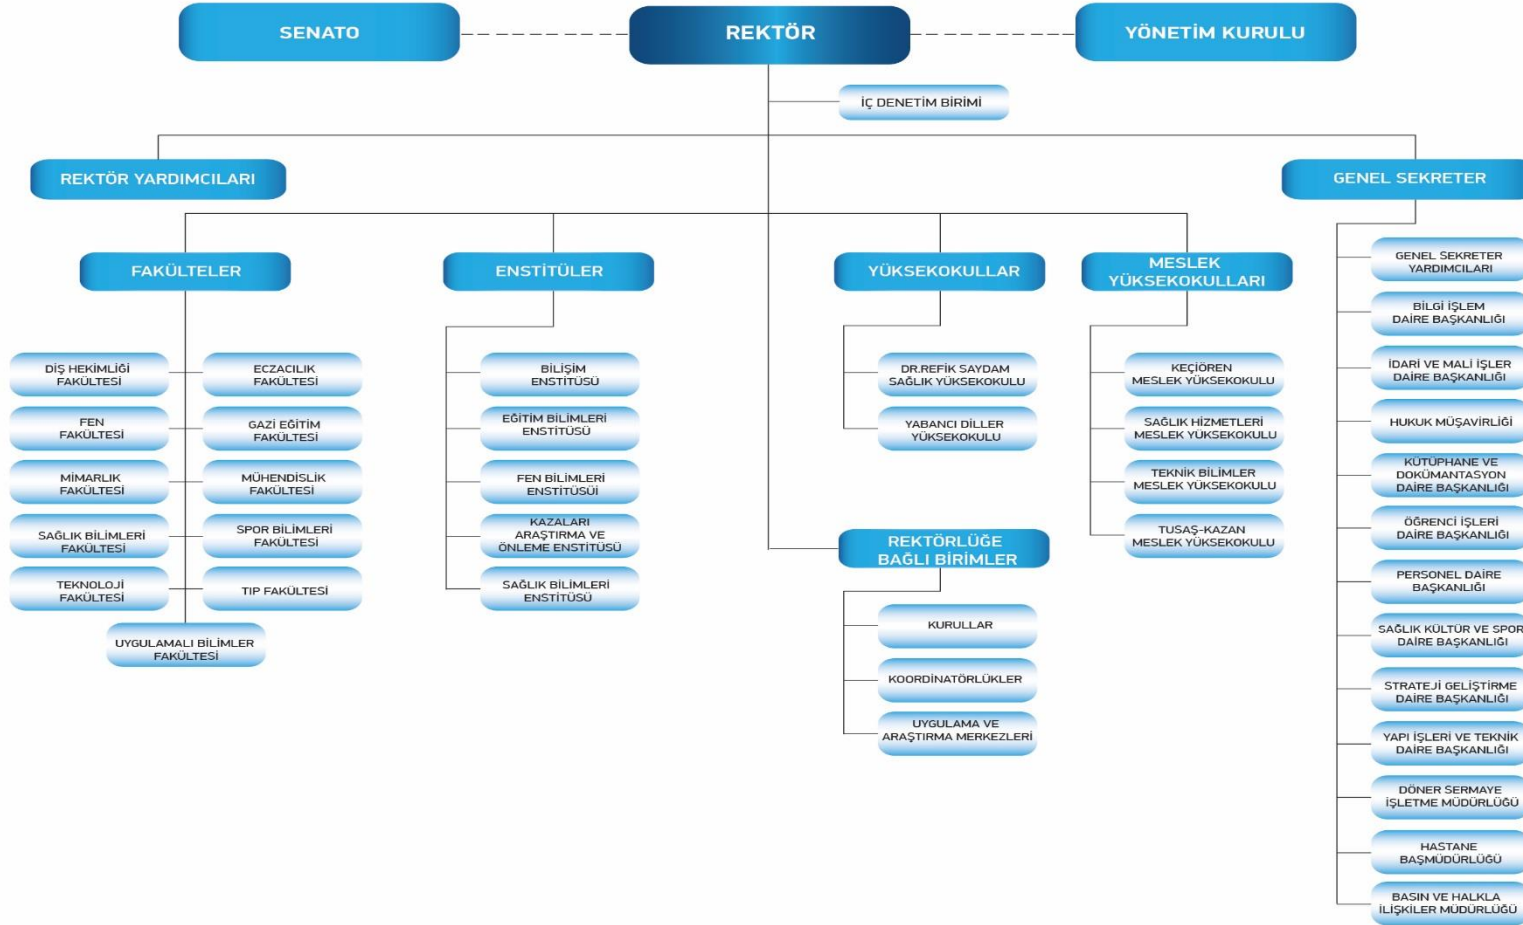 SENATO
REKTÖR
YÖNETİM KURULU
İÇ DENETİM BİRİMİ
REKTÖR YARDIMCILARI
GENEL SEKRETER
FAKÜLTELER
DİŞ HEKİMLİĞİ
FAKÜLTESİ
ECZACILIK
FAKÜLTESİ
FEN
FAKÜLTESİ
GAZİ EĞİTİM
FAKÜLTESİ
MİMARLIK
FAKÜLTESİ
MÜHENDİSLİK
FAKÜLTESİ
SAĞLIK BİLİMLERİ
FAKÜLTESİ
SPOR BİLİMLERİ
FAKÜLTESİ
TEKNOLOJİ
FAKÜLTESİ
TIP FAKÜLTESİ
UYGULAMALI BİLİMLER
FAKÜLTESİ
ENSTİTÜLER
BİLİŞİM
ENSTİTÜSÜ
EĞİTİM BİLİMLERİ
ENSTİTÜSÜ
FEN BİLİMLERİ
ENSTİTÜSÜİ
KAZALARI
ARAŞTIRMA VE
ÖNLEME ENSTİTÜSÜ
SAĞLIK BİLİMLERİ
ENSTİTÜSÜ
YÜKSEKOKULLAR
DR.REFİK SAYDAM
SAĞLIK YÜKSEKOKULU
YABANCI DİLLER
YÜKSEKOKULU
MESLEK
YÜKSEKOKULLARI
KEÇİÖREN
MESLEK YÜKSEKOKULU
SAĞLIK HİZMETLERİ
MESLEK YÜKSEKOKULU
TEKNİK BİLİMLER
MESLEK YÜKSEKOKULU
TUSAŞ-KAZAN
MESLEK YÜKSEKOKULU
REKTÖRLÜĞE
BAĞLI BİRİMLER
KURULLAR
KOORDİNATÖRLÜKLER
UYGULAMA VE
ARAŞTIRMA MERKEZLERİ
GENEL SEKRETER
YARDIMCILARI
BİLGİ İŞLEM
DAİRE BAŞKANLIĞI
İDARİ VE MALİ İŞLER
DAİRE BAŞKANLIĞI
HUKUK MÜŞAVİRLİĞİ
KÜTÜPHANE VE
DOKÜMANTASYON
DAİRE BAŞKANLIĞI
ÖĞRENCİ İŞLERİ
DAİRE BAŞKANLIĞI
PERSONEL DAİRE
BAŞKANLIĞI
SAĞLIK KÜLTÜR VE SPOR
DAİRE BAŞKANLIĞI
STRATEJİ GELİŞTİRME
DAİRE BAŞKANLIĞI
YAPI İŞLERİ VE TEKNİK
DAİRE BAŞKANLIĞI
DÖNER SERMAYE
İŞLETME MÜDÜRLÜĞÜ
HASTANE
BAŞMÜDÜRLÜĞÜ
BASIN VE HALKLA
İLİŞKİLER MÜDÜRLÜĞÜ